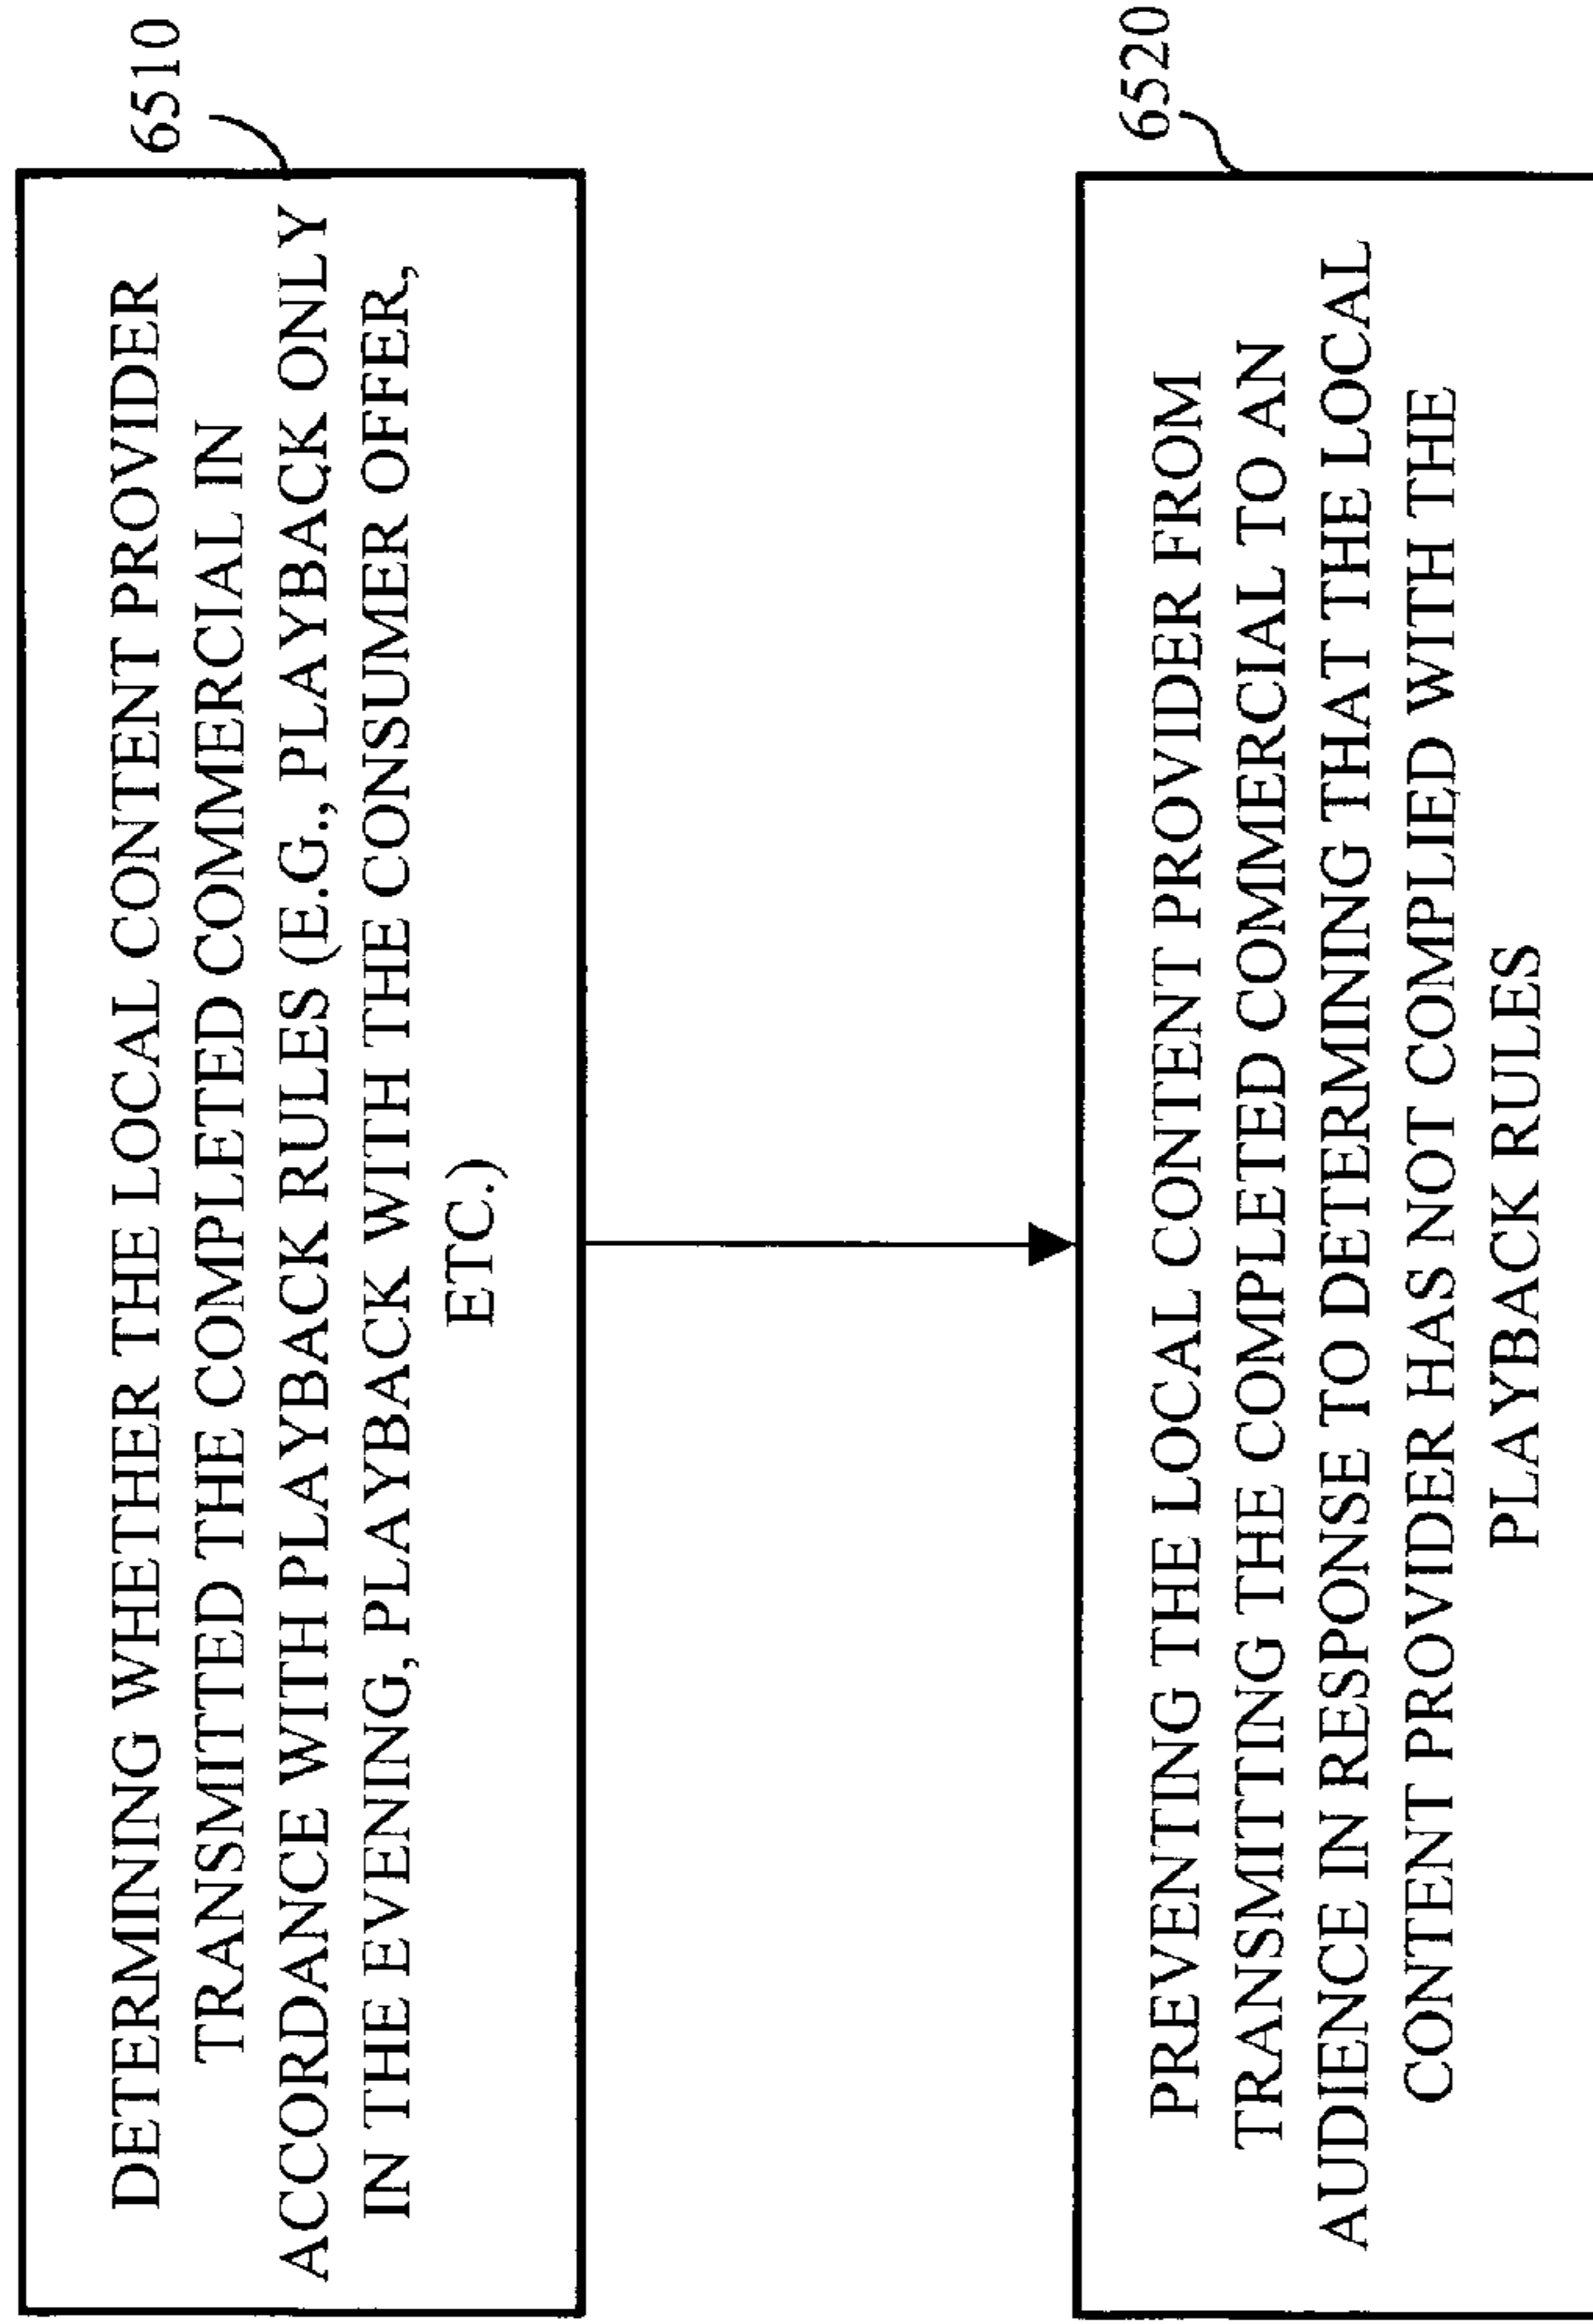 DETERMINING WHETHER THE LOCAL CONTENT PROVIDER
TRANSMITTED THE COMPLETED COMMERCIAL IN
ACCORDANCE WITH PLAYBACK RULES (E.G., PLAYBACK ONLY
IN THE EVENING, PLAYBACK WITH THE CONSUMER OFFER,
ETC.)
6510
PREVENTING THE LOCAL CONTENT PROVIDER FROM
TRANSMITTING THE COMPLETED COMMERCIAL TO AN
AUDIENCE IN RESPONSE TO DETERMINING THAT THE LOCAL
CONTENT PROVIDER HAS NOT COMPLIED WITH THE
PLAYBACK RULES
6520